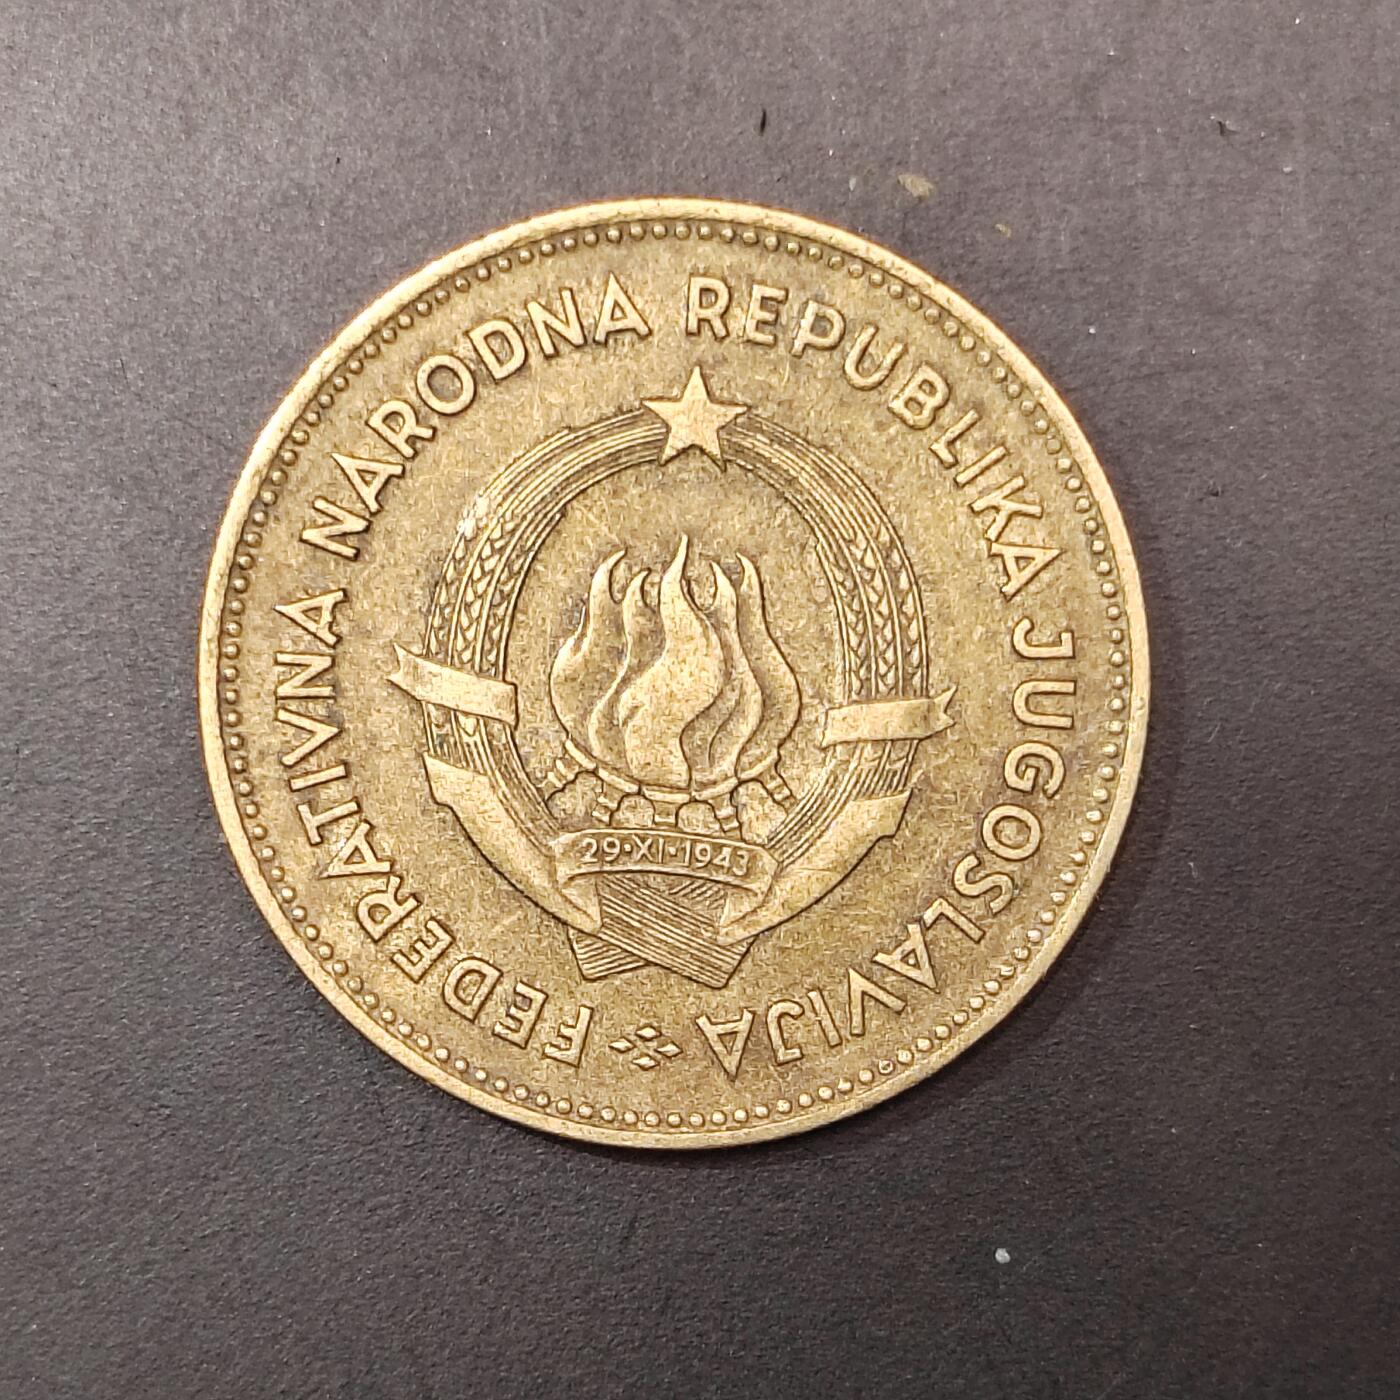 FEDERATIVNA NARODNA REPUBLIKA JUGOSLAVIJA
29·XI·1943